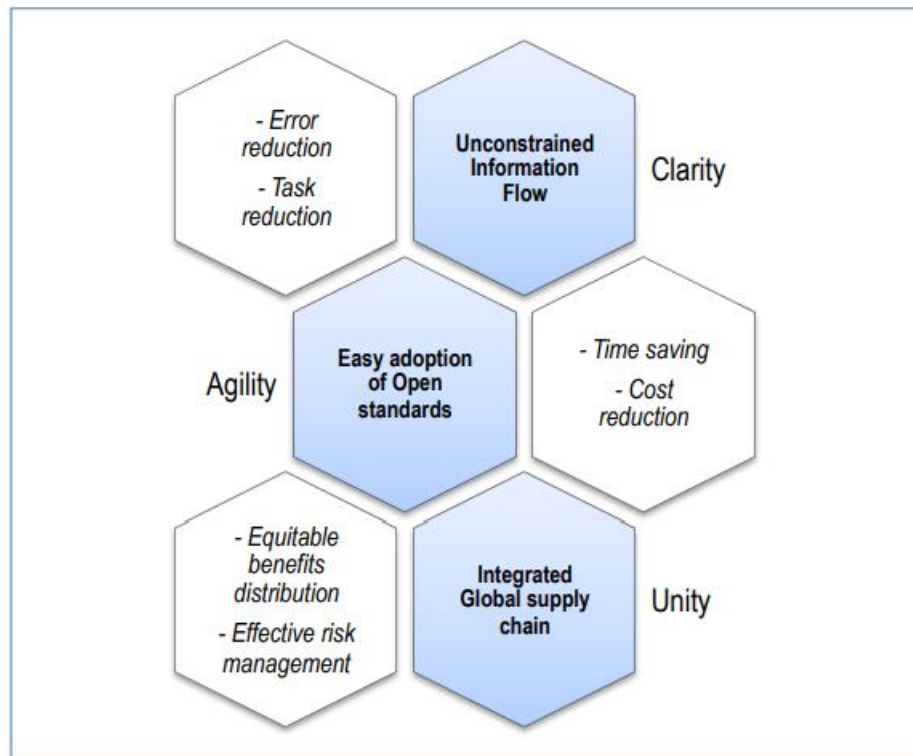 - Error
reduction
- Task
reduction
Unconstrained
Information
Flow
Clarity
Agility
Easy adoption
of Open
standards
- Time saving
- Cost
reduction
- Equitable
benefits
distribution
- Effective risk
management
Integrated
Global supply
chain
Unity